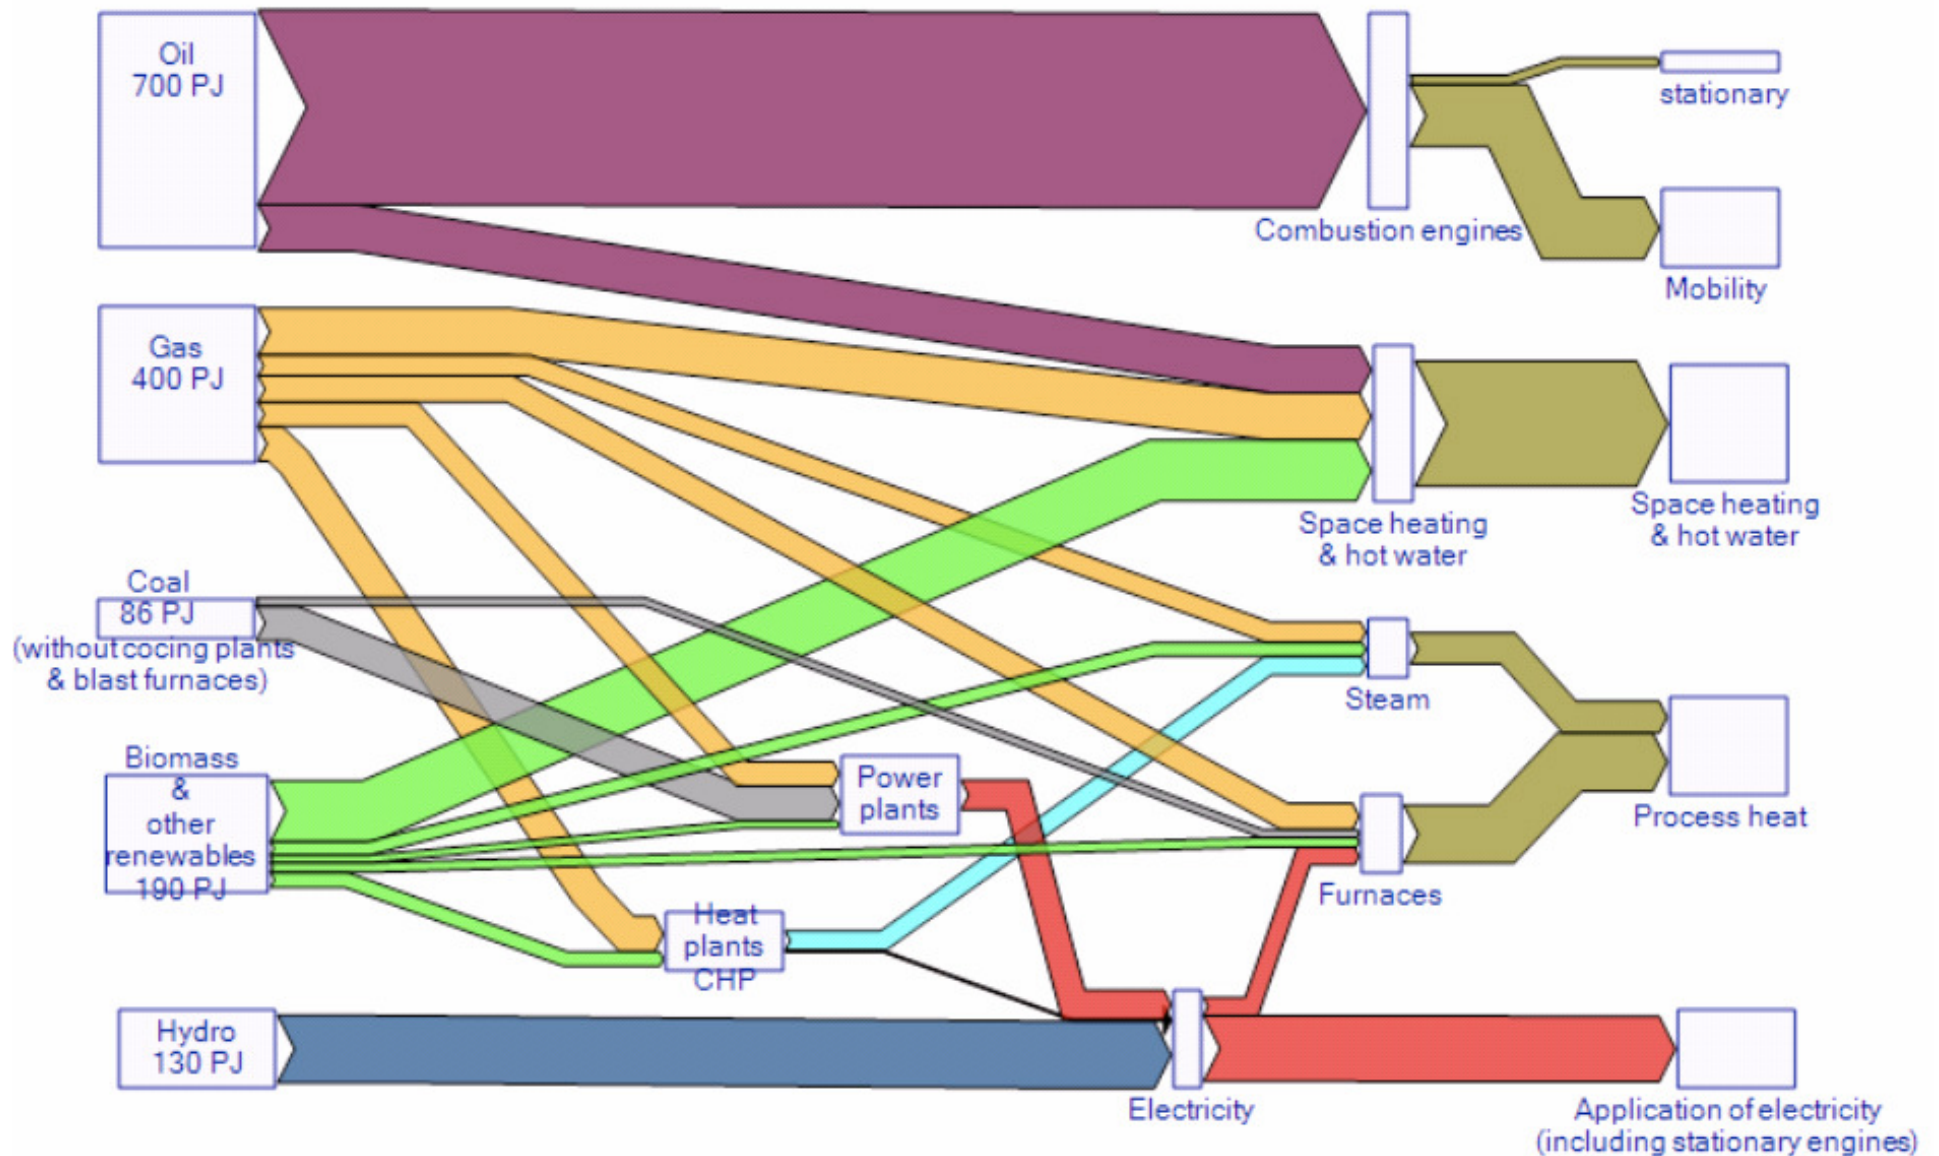 Oil
700 PJ
stationary
Combustion engines
Mobility
Gas
400 PJ
Space heating
& hot water
Space heating
& hot water
Coal
86 PJ
(without cocing plants
& blast furnaces)
Steam
Biomass
&
other
renewables
190 PJ
Power
plants
Process heat
Furnaces
Heat
plants
CHP
Hydro
130 PJ
Electricity
Application of electricity
(including stationary engines)